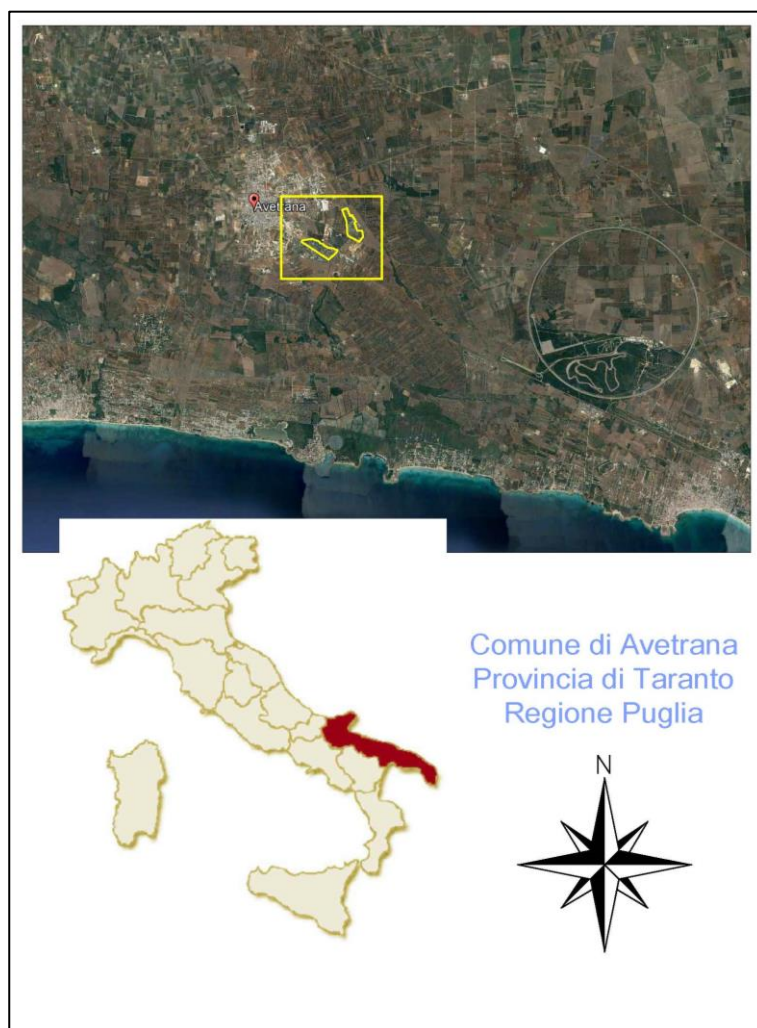 Avetrana
Comune di Avetrana
Provincia di Taranto
Regione Puglia
N